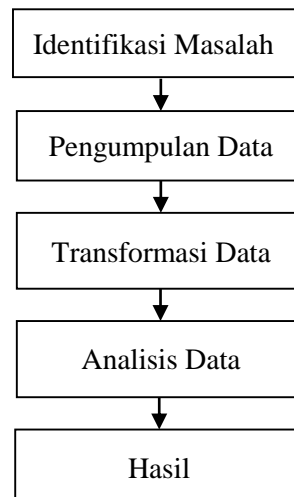 Identifikasi Masalah
Pengumpulan Data
Transformasi Data
Analisis Data
Hasil